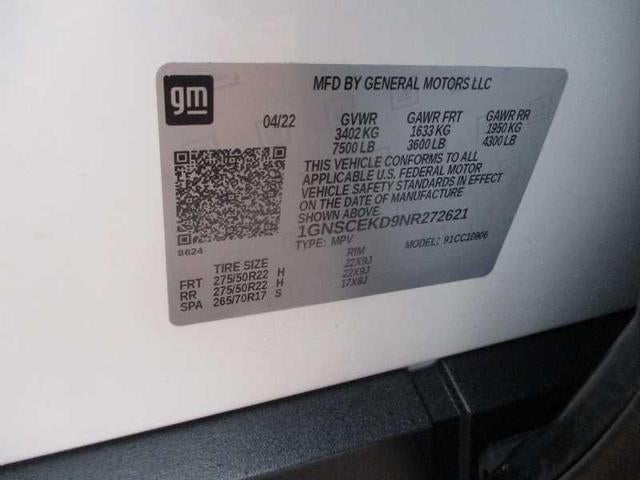 gm
MFD BY GENERAL MOTORS LLC
04/22 GVWR GAWR FRT GAWR RR
3402 KG 1633 KG 1950 KG
7500 LB 3600 LB 4300 LB
THIS VEHICLE CONFORMS TO ALL
APPLICABLE U.S. FEDERAL MOTOR
VEHICLE SAFETY STANDARDS IN EFFECT
ON THE DATE OF MANUFACTURE
SHOWN ABOVE.
1GNSCEKD9NR272621
TYPE: MPV MODEL: 91CC10906
8624
TIRE SIZE RIM
FRT 275/50R22 H 22X9J
RR 275/50R22 H 22X9J
SPA 265/70R17 S 17X8J